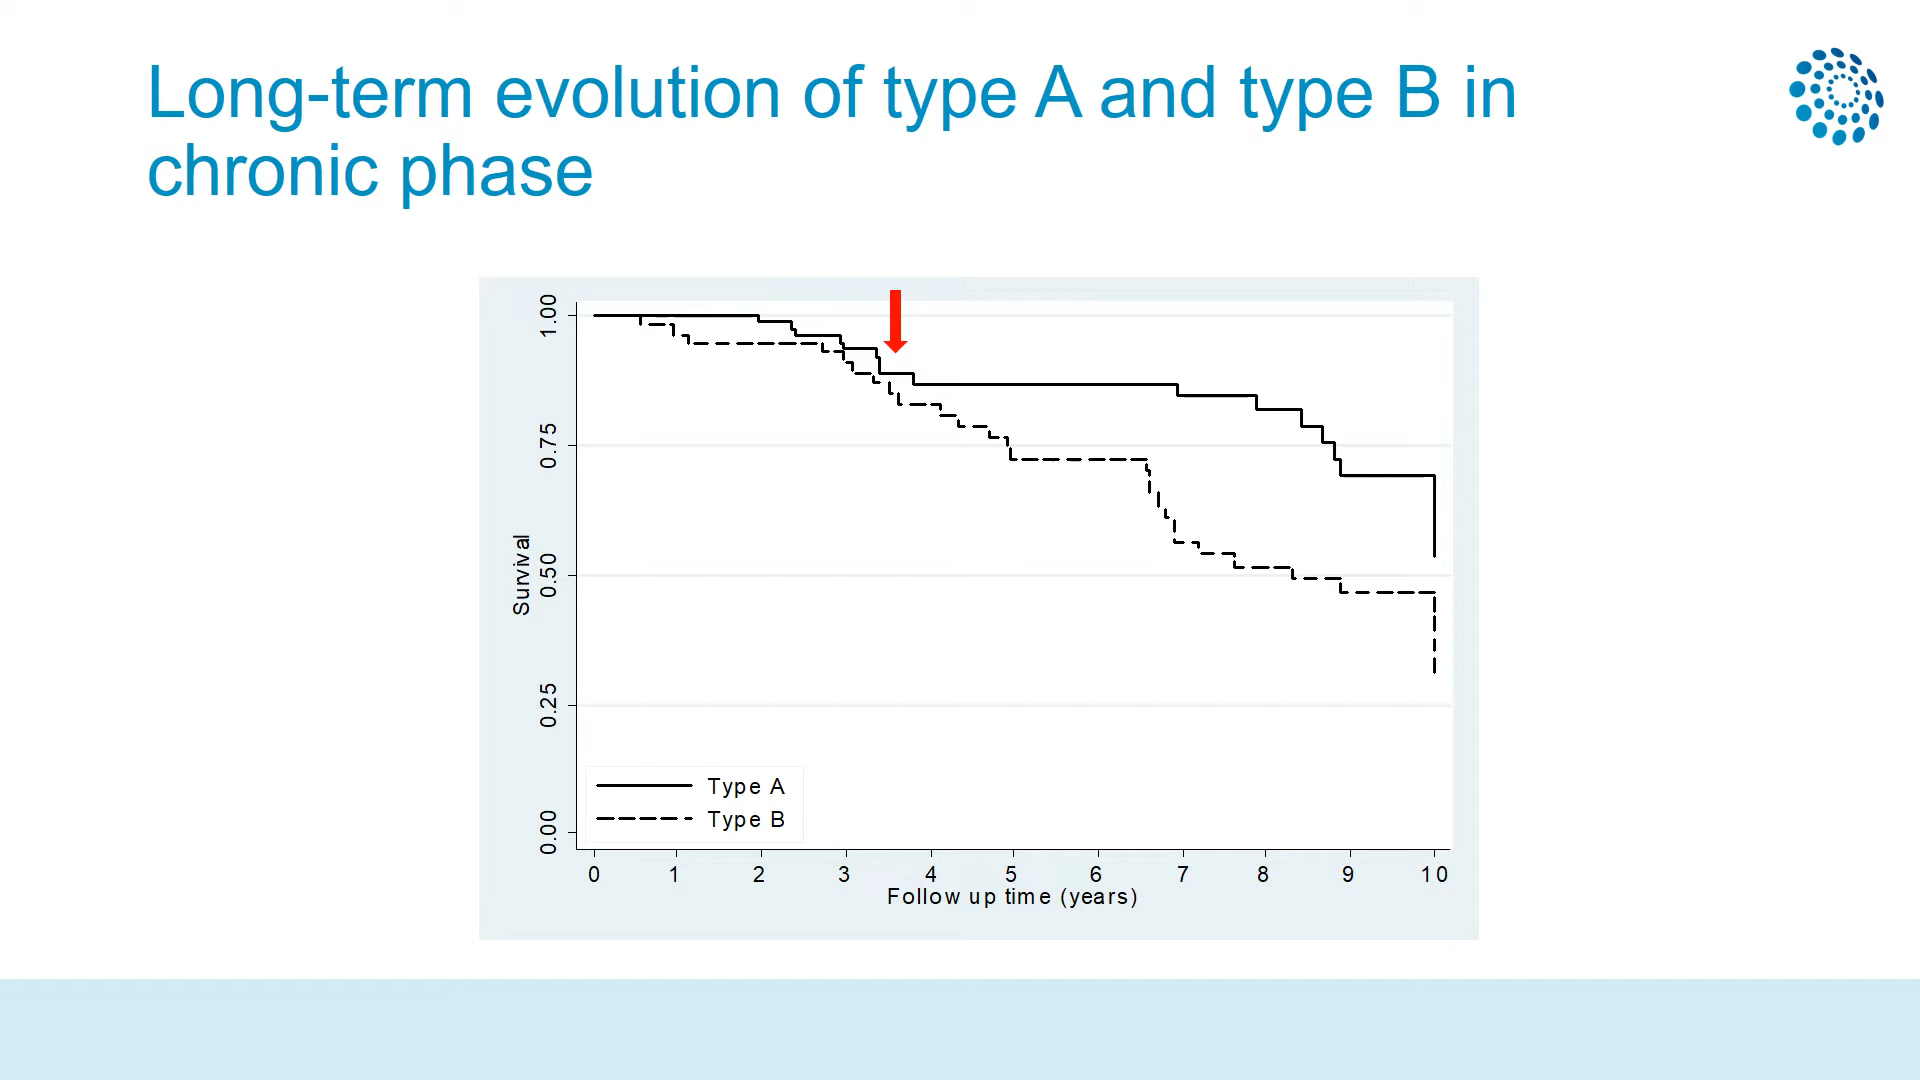 Long-term evolution of type A and type B in
chronic phase
1.00
0.75
0.50
0.25
0.00
Survival
Type A
Type B
0 1 2 3 4 5 6 7 8 9 10
Follow up time (years)